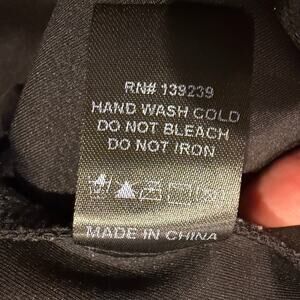 RN# 139239
HAND WASH COLD
DO NOT BLEACH
DO NOT IRON
MADE IN CHINA